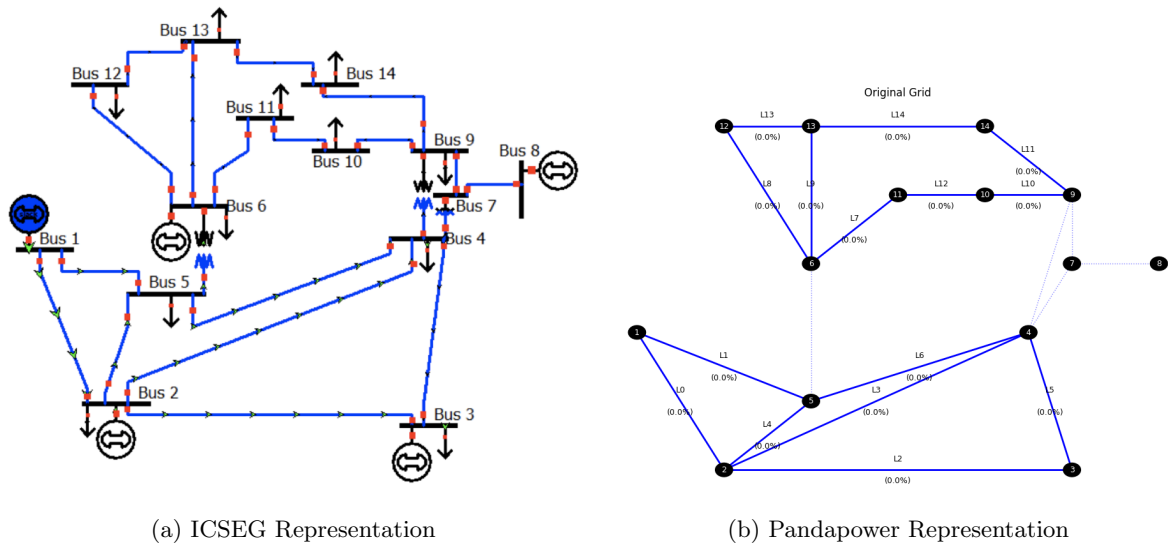 Bus 13
Bus 12
Bus 14
Bus 11
Bus 10
Bus 9
Bus 8
Bus 7
Bus 6
Bus 1
Bus 4
Bus 5
Bus 2
Bus 3
(a) ICSEG Representation
Original Grid
12 L13 13 L14 14
(0.0%) (0.0%)
L11
(0.0%)
L8 L9
(0.0%) (0.0%)
11 L12 10 L10 9
(0.0%) (0.0%)
L7
(0.0%)
6 7 8
1 4
L1 L6
(0.0%) (0.0%)
L0 L3 L5
(0.0%) (0.0%) (0.0%)
5
L4
(0.0%)
2 L2 3
(0.0%)
(b) Pandapower Representation